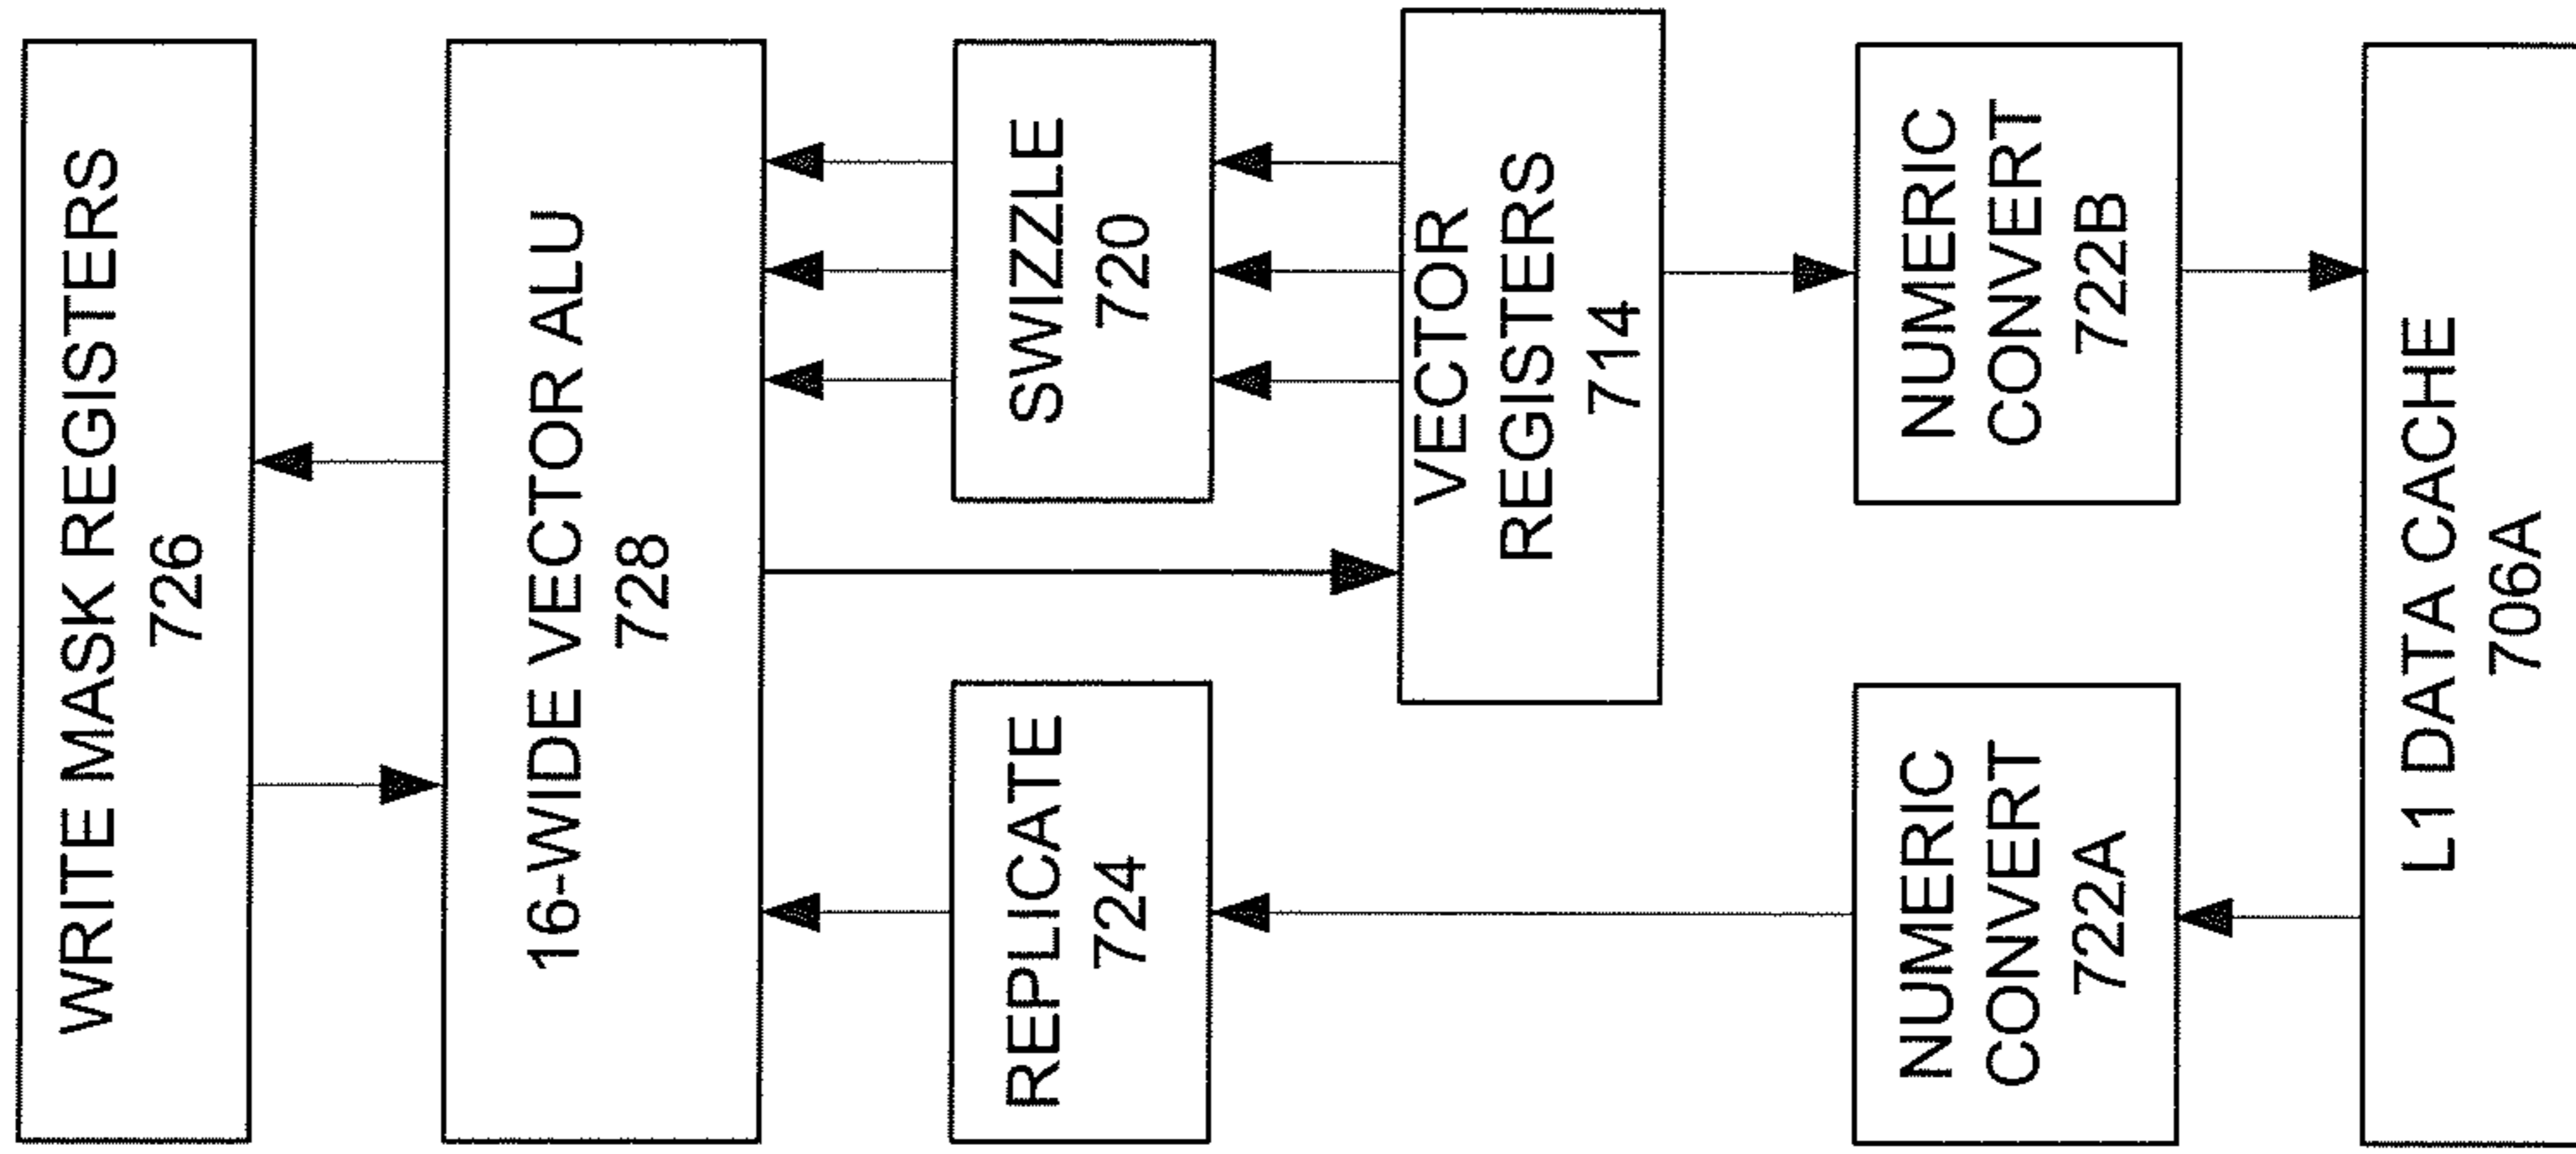 WRITE MASK REGISTERS
726
16-WIDE VECTOR ALU
728
REPLICATE
724
SWIZZLE
720
VECTOR
REGISTERS
714
NUMERIC
CONVERT
722A
NUMERIC
CONVERT
722B
L1 DATA CACHE
706A